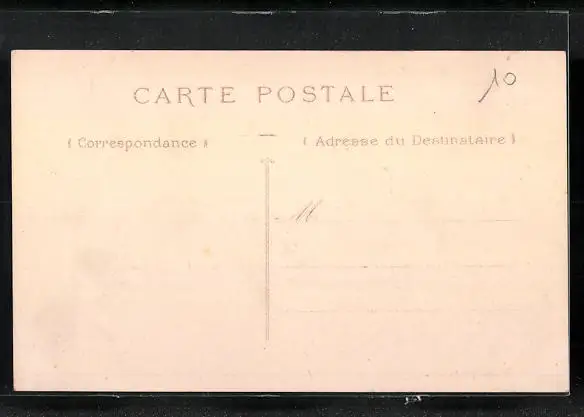 10
CARTE POSTALE
( Correspondance )
( Adresse du Destinataire )
M